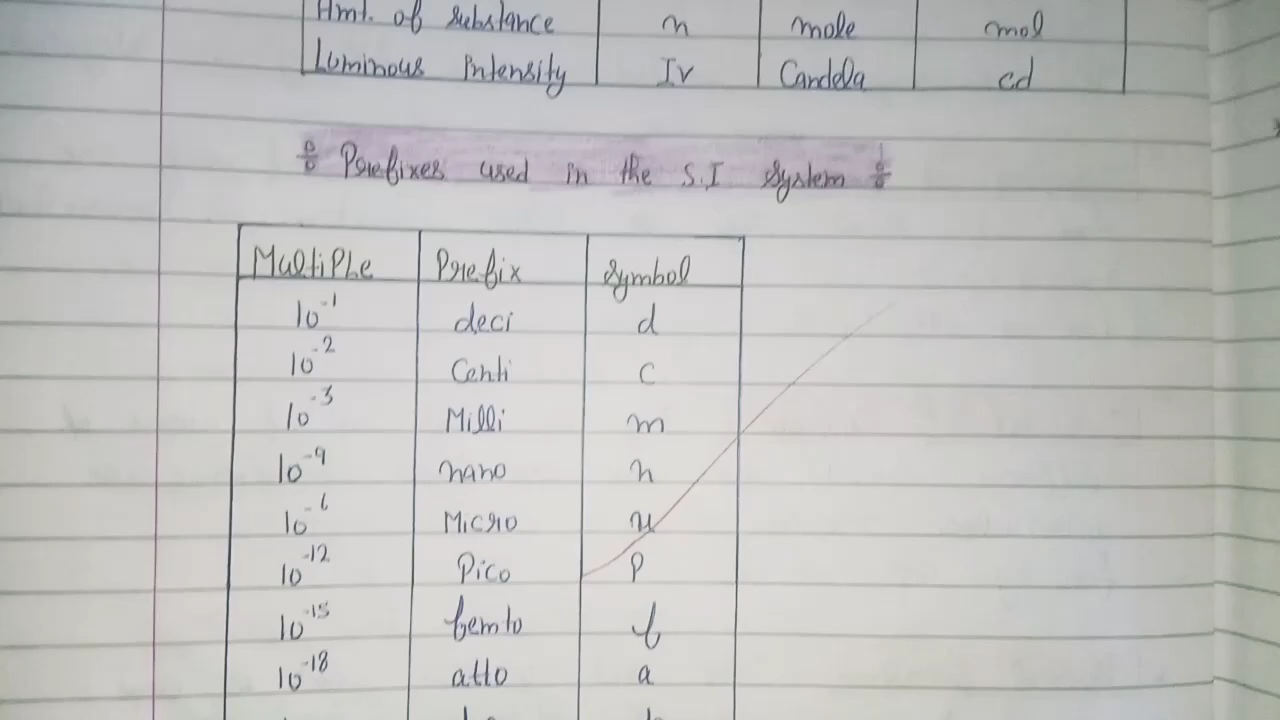 Amt. of substance n mole mol
Luminous Intensity Iv Candela cd
Prefixes used in the S.I System
Multiple Prefix Symbol
10⁻¹ deci d
10⁻² Centi c
10⁻³ Milli m
10⁻⁹ nano n
10⁻⁶ Micro u
10⁻¹² Pico P
10⁻¹⁵ femto f
10⁻¹⁸ atto a